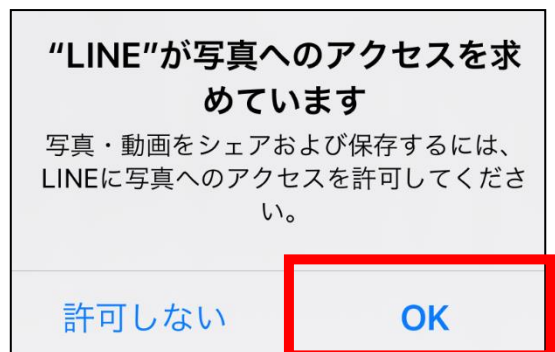 “LINE”が写真へのアクセスを求
めています
写真・動画をシェアおよび保存するには、
LINEに写真へのアクセスを許可してくださ
い。
許可しない
OK